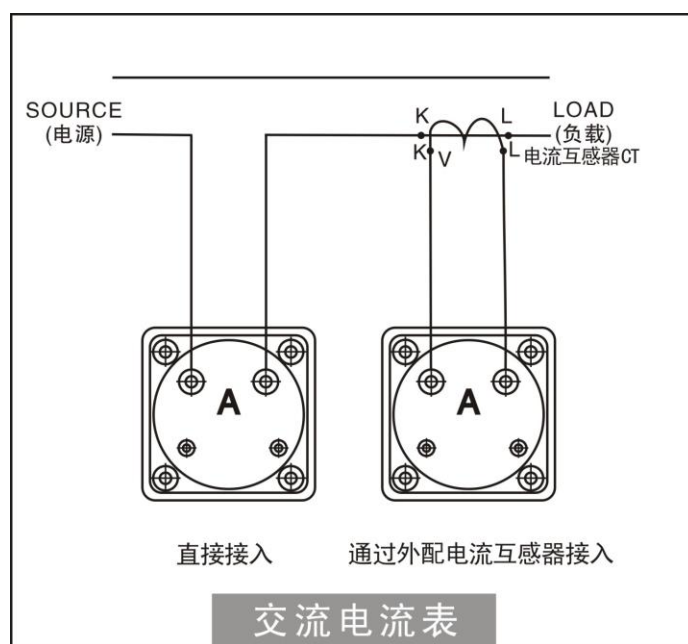 SOURCE
(电源)
K
L
LOAD
(负载)
K
V
L
电流互感器CT
A
A
直接接入
通过外配电流互感器接入
交流电流表